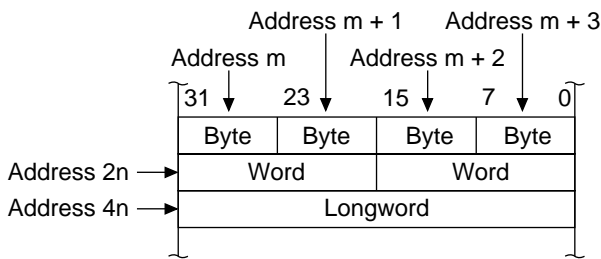 Address m + 1
Address m + 3
Address m
Address m + 2
31 23 15 7 0
Byte Byte Byte Byte
Address 2n Word Word
Address 4n Longword